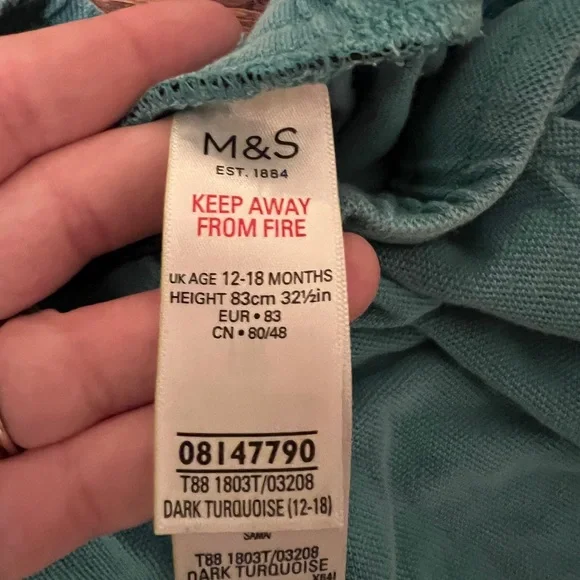 M&S
EST. 1884
KEEP AWAY
FROM FIRE
UK AGE 12-18 MONTHS
HEIGHT 83cm 32½in
EUR • 83
CN • 80/48
08147790
T88 1803T/03208
DARK TURQUOISE (12-18)
T88 1803T/03208
DARK TURQUOISE